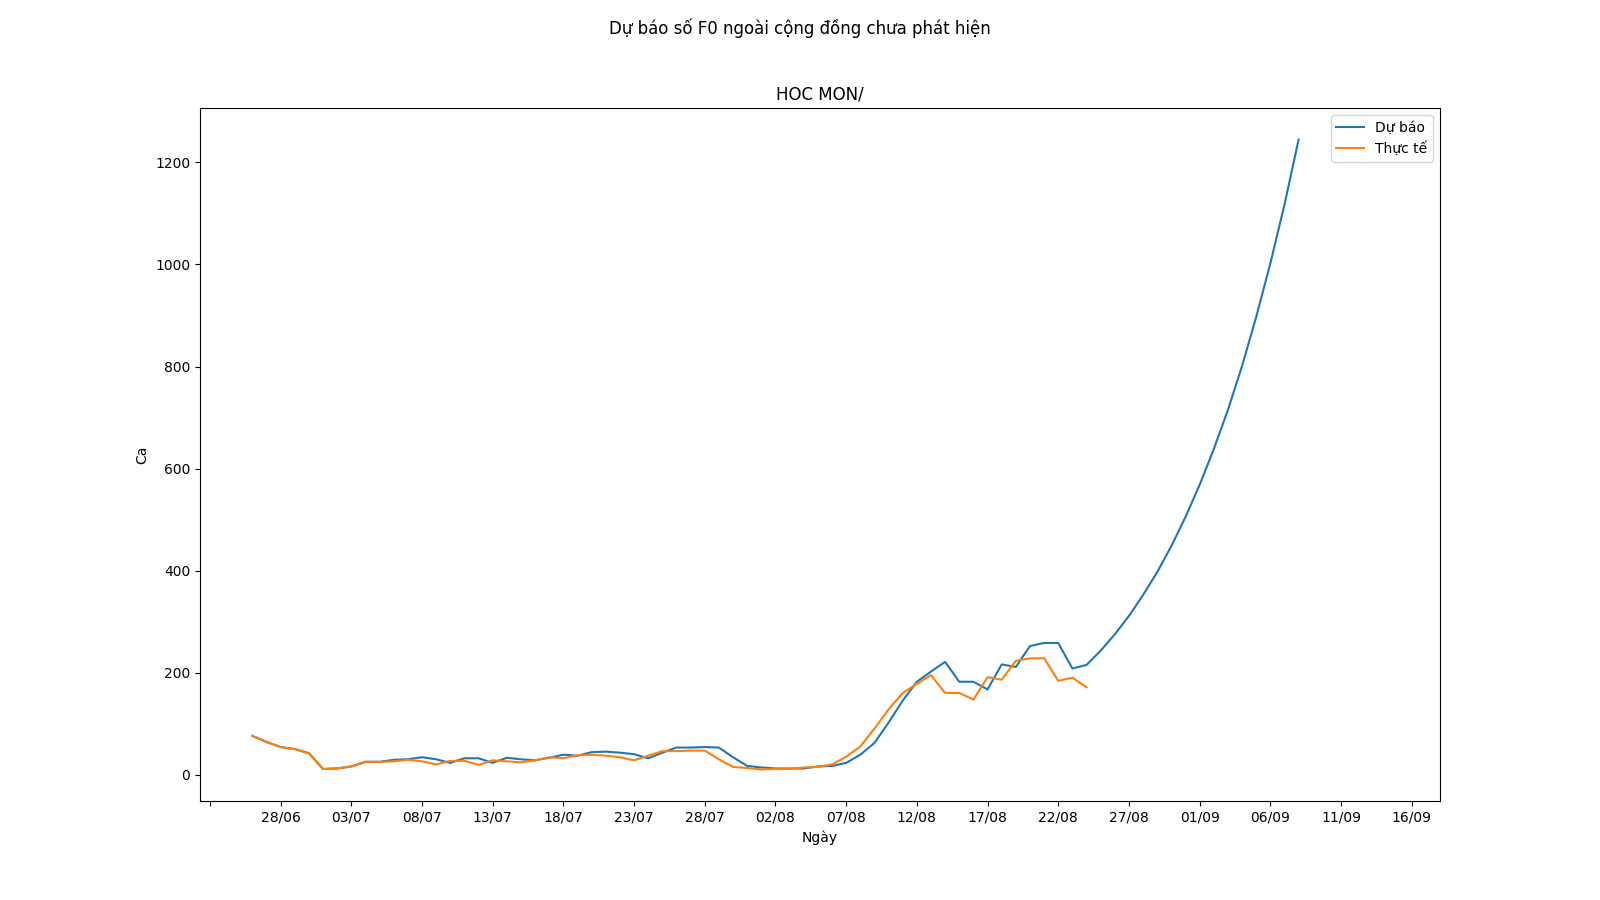 Dự báo số F0 ngoài cộng đồng chưa phát hiện
HOC MON/
Dự báo
Thực tế
1200
1000
800
600
400
200
0
Ca
28/06 03/07 08/07 13/07 18/07 23/07 28/07 02/08 07/08 12/08 17/08 22/08 27/08 01/09 06/09 11/09 16/09
Ngày